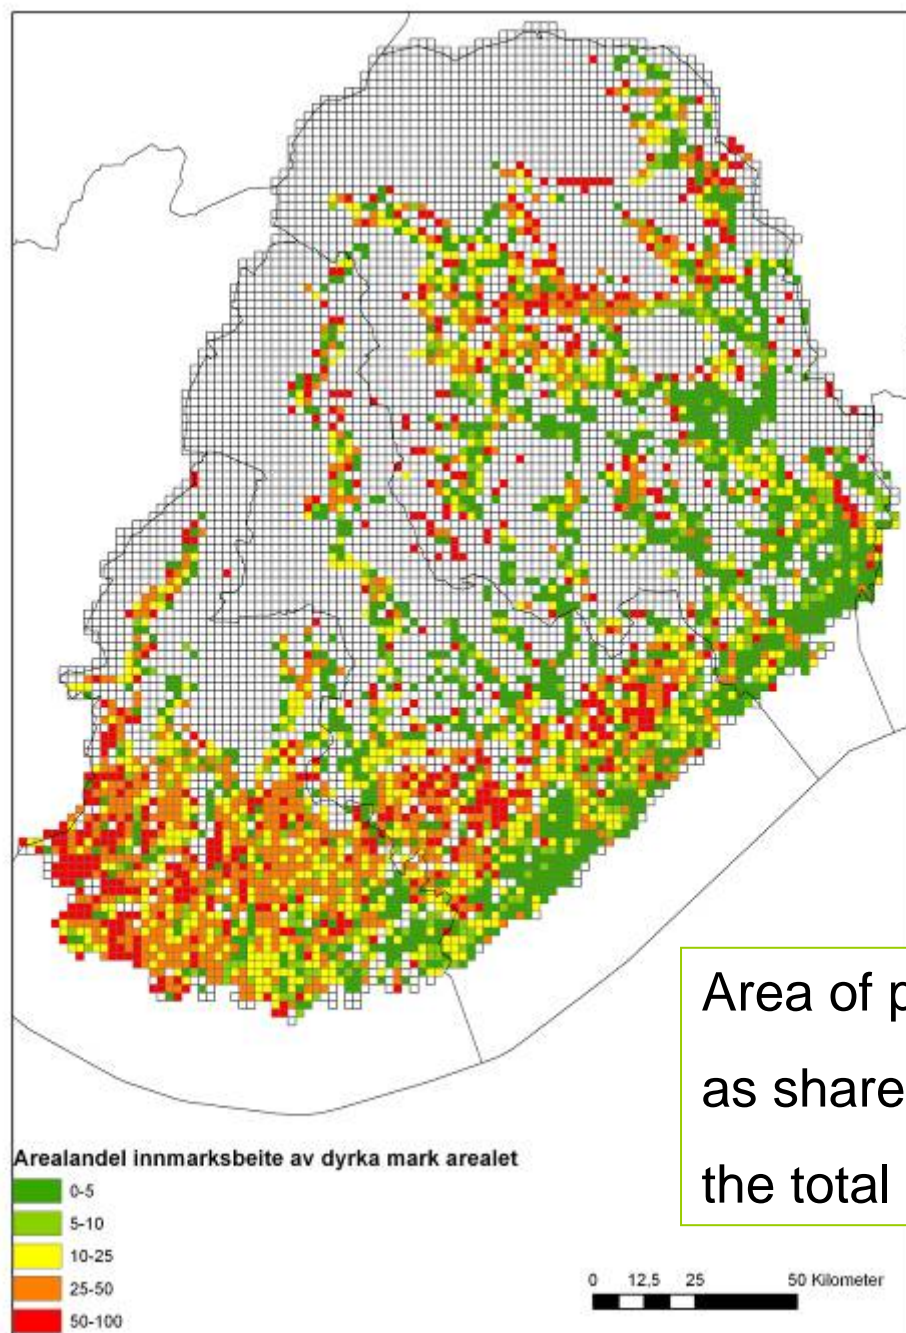 Area of
as share
the total
Arealandel innmarksbeite av dyrka mark arealet
0-5
5-10
10-25
25-50
50-100
0 12,5 25 50 Kilometer